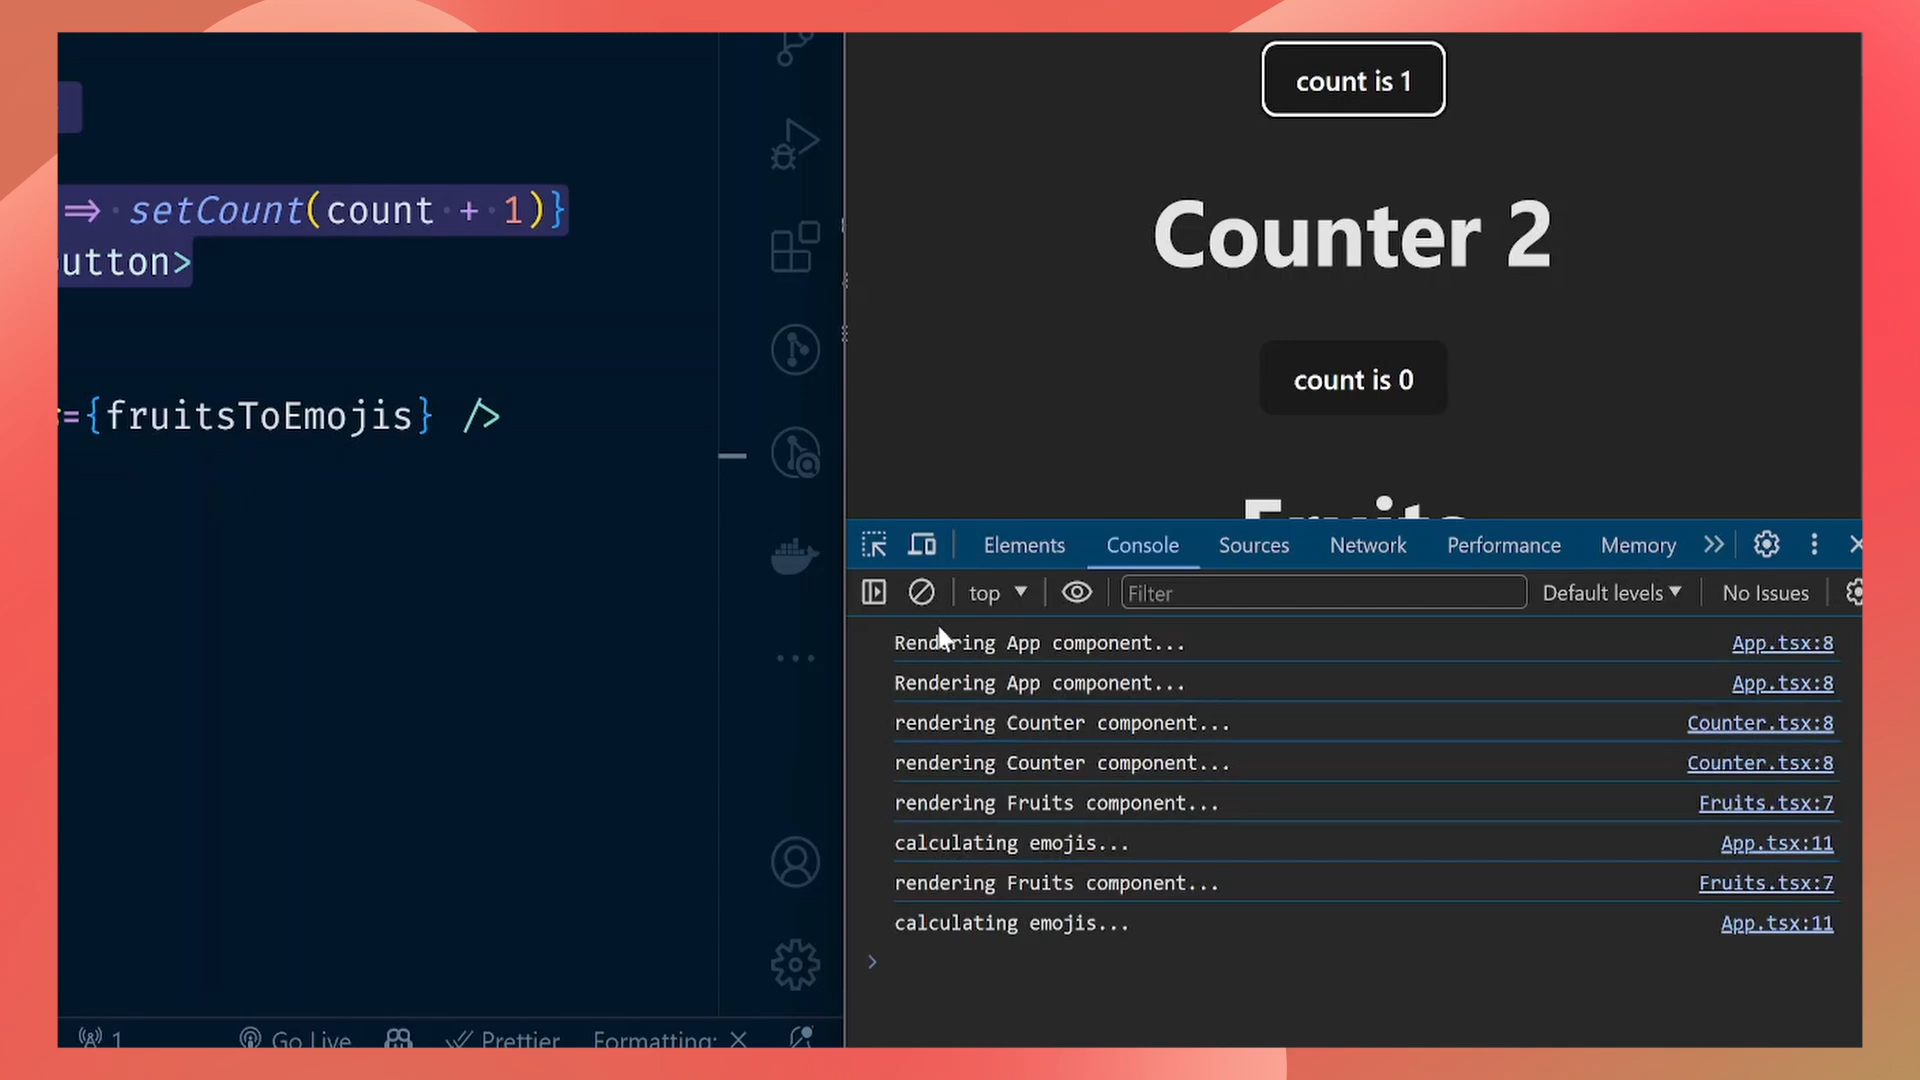 => setCount(count + 1)}
utton>
={fruitsToEmojis} />
1
Go Live
Prettier
Formatting: X
count is 1
Counter 2
count is 0
Fruits
Elements
Console
Sources
Network
Performance
Memory
top
Filter
Default levels
No Issues
Rendering App component... App.tsx:8
Rendering App component... App.tsx:8
rendering Counter component... Counter.tsx:8
rendering Counter component... Counter.tsx:8
rendering Fruits component... Fruits.tsx:7
calculating emojis... App.tsx:11
rendering Fruits component... Fruits.tsx:7
calculating emojis... App.tsx:11